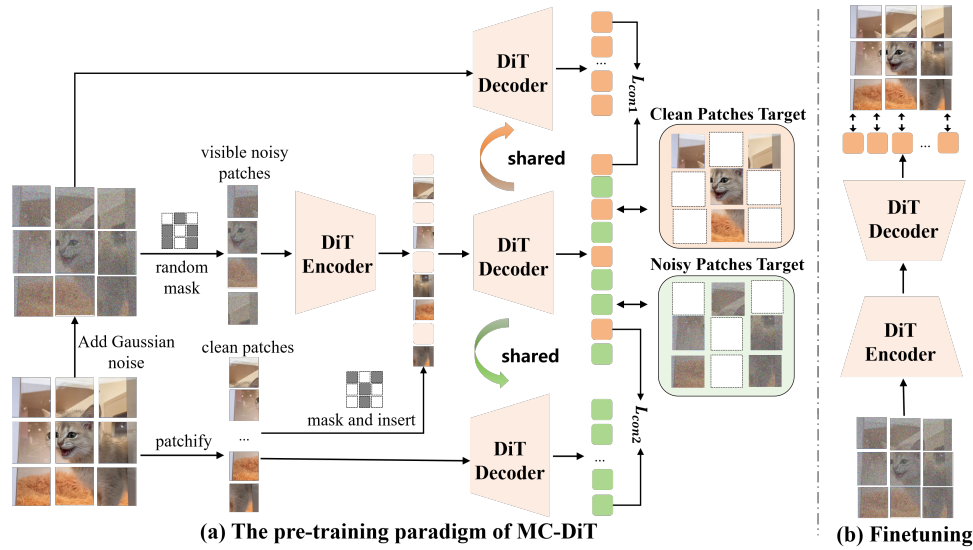 DiT
Decoder
...
L_con1
Clean Patches Target
visible noisy
patches
shared
random
mask
DiT
Encoder
DiT
Decoder
Noisy Patches Target
Add Gaussian
noise
clean patches
shared
...
mask and insert
patchify
DiT
Decoder
...
L_con2
(a) The pre-training paradigm of MC-DiT
...
DiT
Decoder
DiT
Encoder
(b) Finetuning